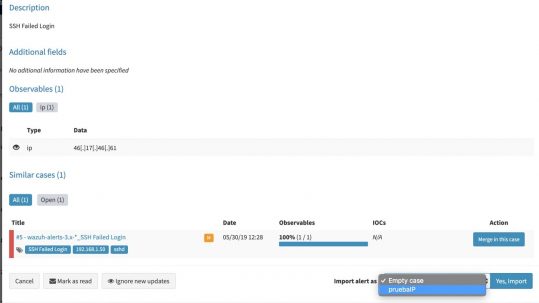 Description
SSH Failed Login
Additional fields
No aditional information have been specified
Observables (1)
All (1) ip (1)
Type Data
ip 46[.]17[.]46[.]61
Similar cases (1)
All (1) Open (1)
Title Date Observables IOCs Action
#5 - wazuh-alerts-3.x-*_SSH Failed Login M 05/30/19 12:28 100% (1 / 1) N/A Merge in this case
SSH Failed Login 192.168.1.50 sshd
Cancel Mark as read Ignore new updates Import alert as ✓ Empty case Yes, Import
pruebaIP